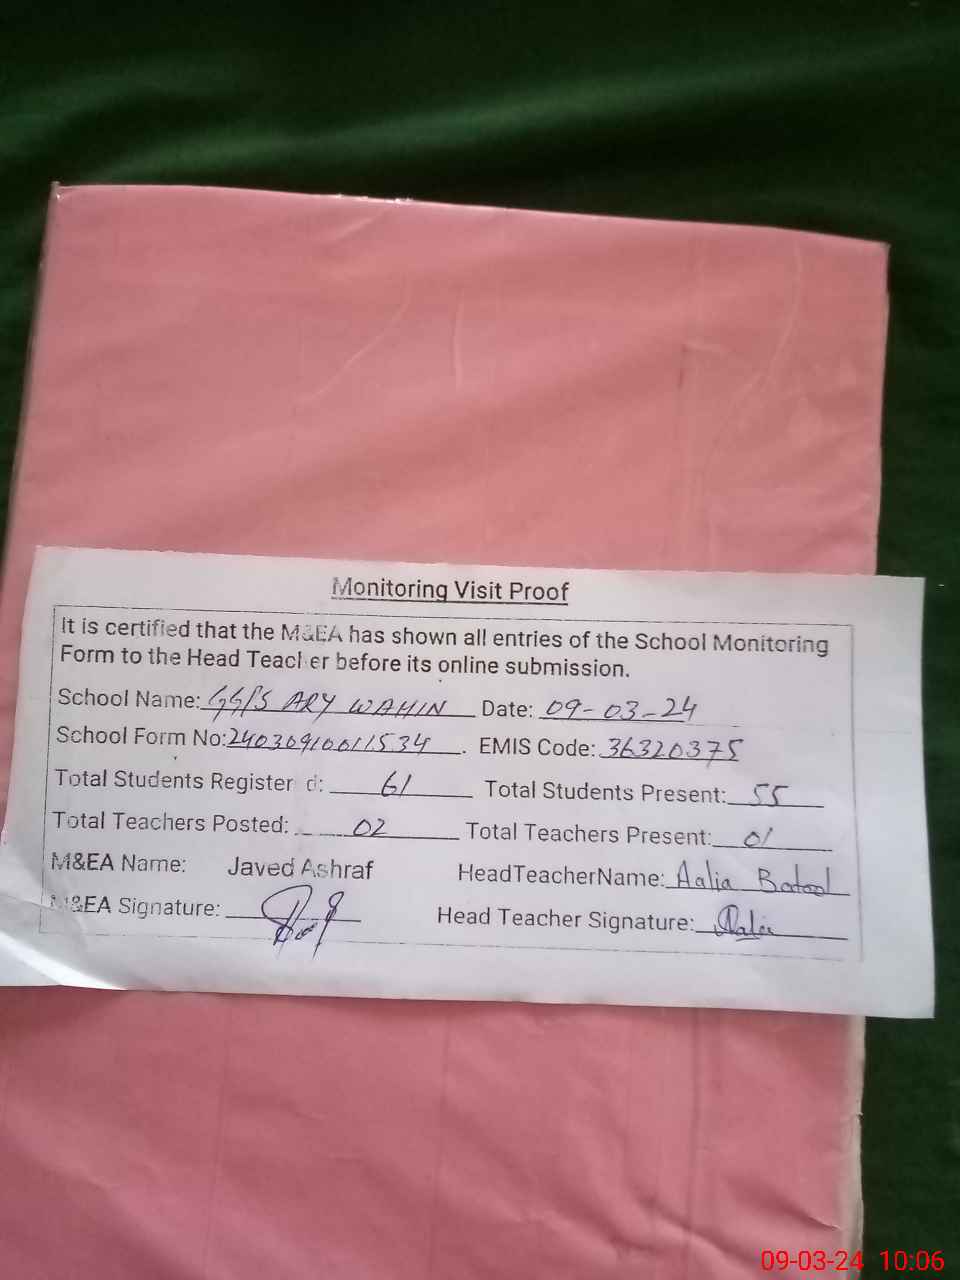 Monitoring Visit Proof
It is certified that the M&EA has shown all entries of the School Monitoring
Form to the Head Teacher before its online submission.
School Name: GGPS ARY WAHIN Date: 09-03-24
School Form No: 24030910011534. EMIS Code: 36320375
Total Students Registered: 61 Total Students Present: 55
Total Teachers Posted: 02 Total Teachers Present: 01
M&EA Name: Javed Ashraf HeadTeacherName: Aalia Batool
M&EA Signature: Head Teacher Signature: Aalia
09-03-24 10:06